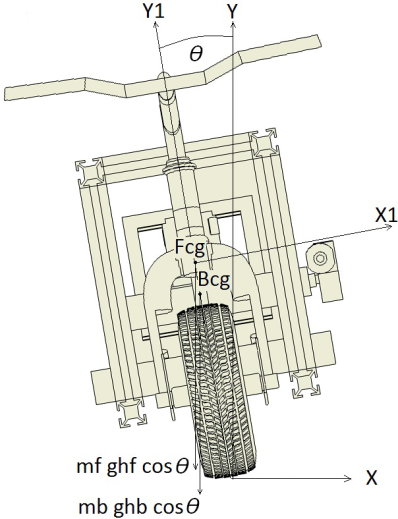 Y1
Y
θ
X1
Fcg
Bcg
mf ghf cosθ
X
mb ghb cosθ